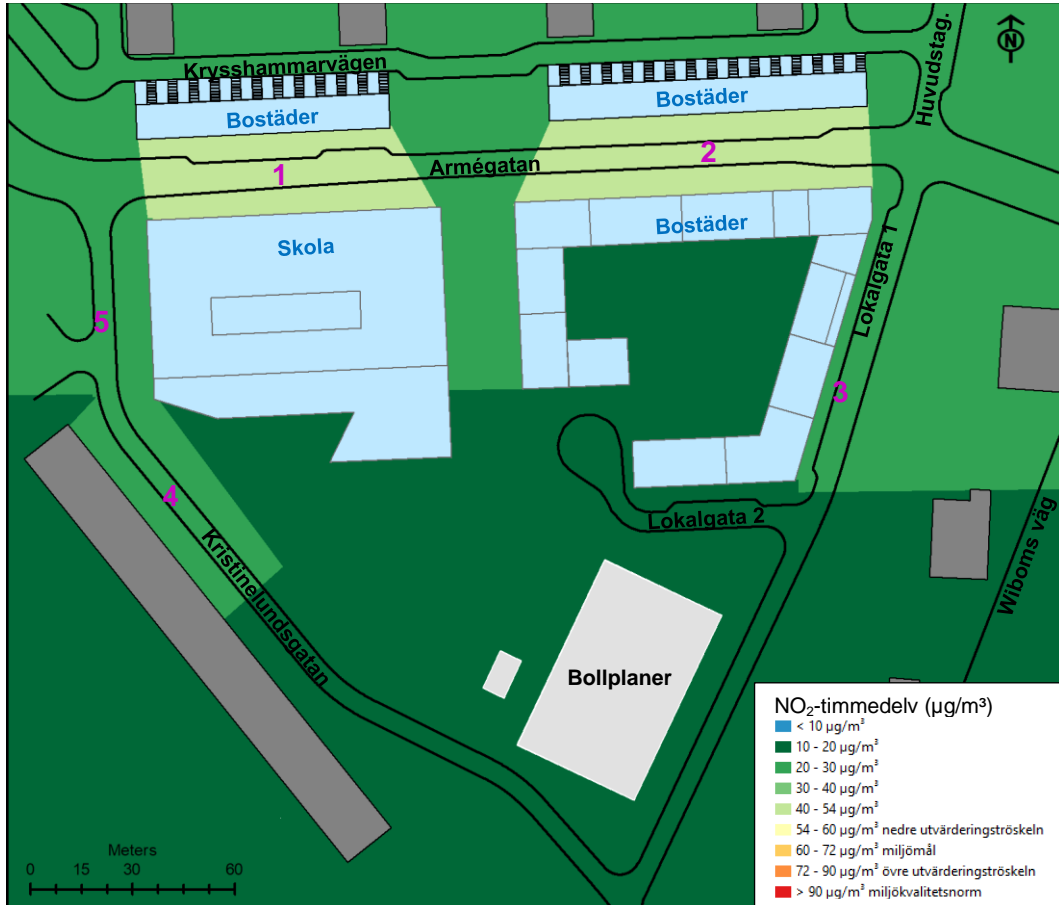 Krysshammarvägen
Huvudstag.
N
Bostäder
Bostäder
1
Armégatan
2
Skola
Bostäder
Lokalgata 1
5
3
4
Kristinelundsgatan
Lokalgata 2
Wiboms väg
Bollplaner
NO₂-timmedelv (µg/m³)
< 10 µg/m³
10 - 20 µg/m³
20 - 30 µg/m³
30 - 40 µg/m³
40 - 54 µg/m³
54 - 60 µg/m³ nedre utvärderingströskeln
60 - 72 µg/m³ miljömål
72 - 90 µg/m³ övre utvärderingströskeln
> 90 µg/m³ miljökvalitetsnorm
Meters
0 15 30 60